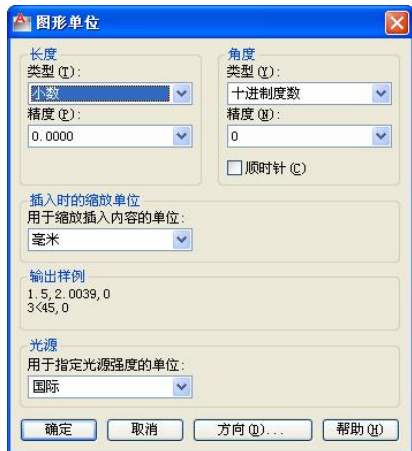 图形单位
长度
类型(T):
小数
精度(P):
0.0000
角度
类型(Y):
十进制度数
精度(N):
0
顺时针(C)
插入时的缩放单位
用于缩放插入内容的单位:
毫米
输出样例
1.5,2.0039,0
3<45,0
光源
用于指定光源强度的单位:
国际
确定 取消 方向(D)... 帮助(H)